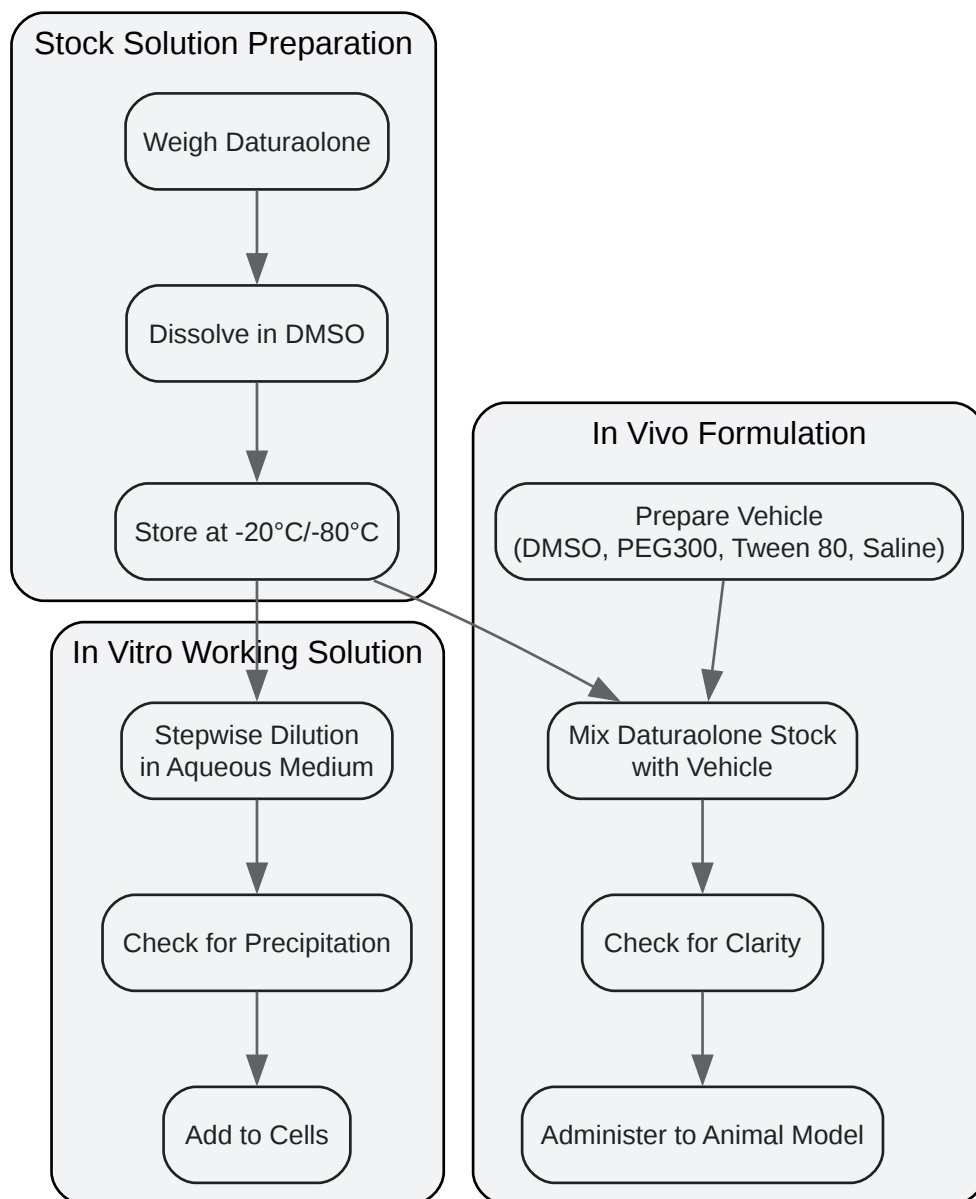 Stock Solution Preparation
Weigh Daturaolone
Dissolve in DMSO
Store at -20°C/-80°C
In Vitro Working Solution
Stepwise Dilution
in Aqueous Medium
Check for Precipitation
Add to Cells
In Vivo Formulation
Prepare Vehicle
(DMSO, PEG300, Tween 80, Saline)
Mix Daturaolone Stock
with Vehicle
Check for Clarity
Administer to Animal Model